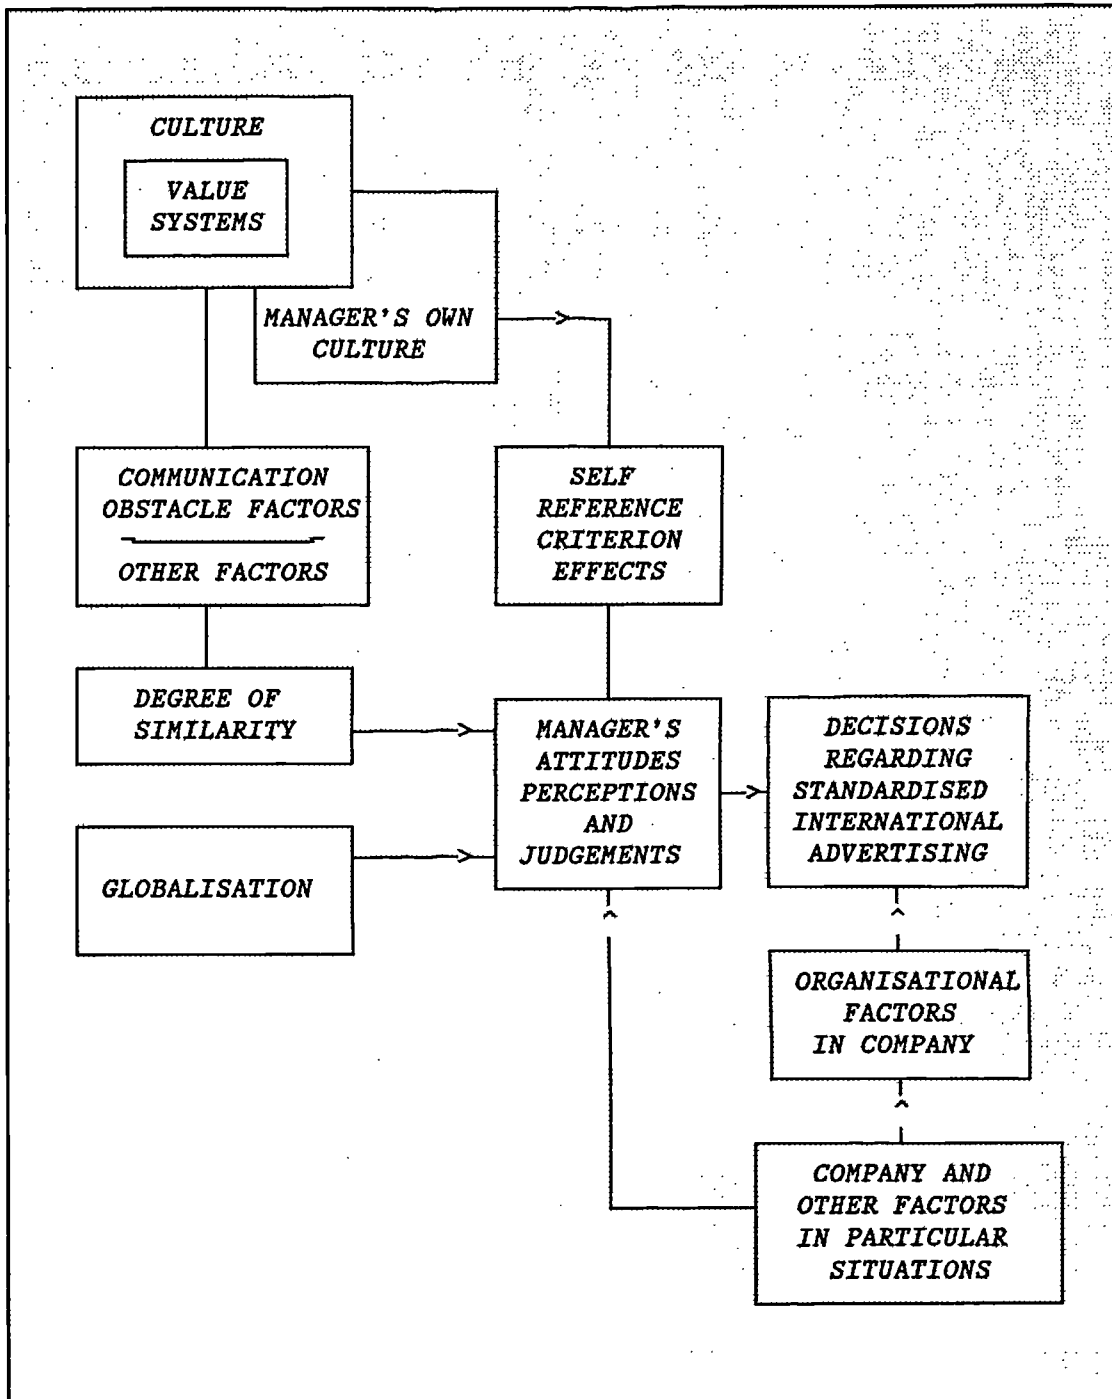 CULTURE
VALUE
SYSTEMS
MANAGER'S OWN
CULTURE
COMMUNICATION
OBSTACLE FACTORS
OTHER FACTORS
SELF
REFERENCE
CRITERION
EFFECTS
DEGREE OF
SIMILARITY
MANAGER'S
ATTITUDES
PERCEPTIONS
AND
JUDGEMENTS
DECISIONS
REGARDING
STANDARDISED
INTERNATIONAL
ADVERTISING
GLOBALISATION
ORGANISATIONAL
FACTORS
IN COMPANY
COMPANY AND
OTHER FACTORS
IN PARTICULAR
SITUATIONS